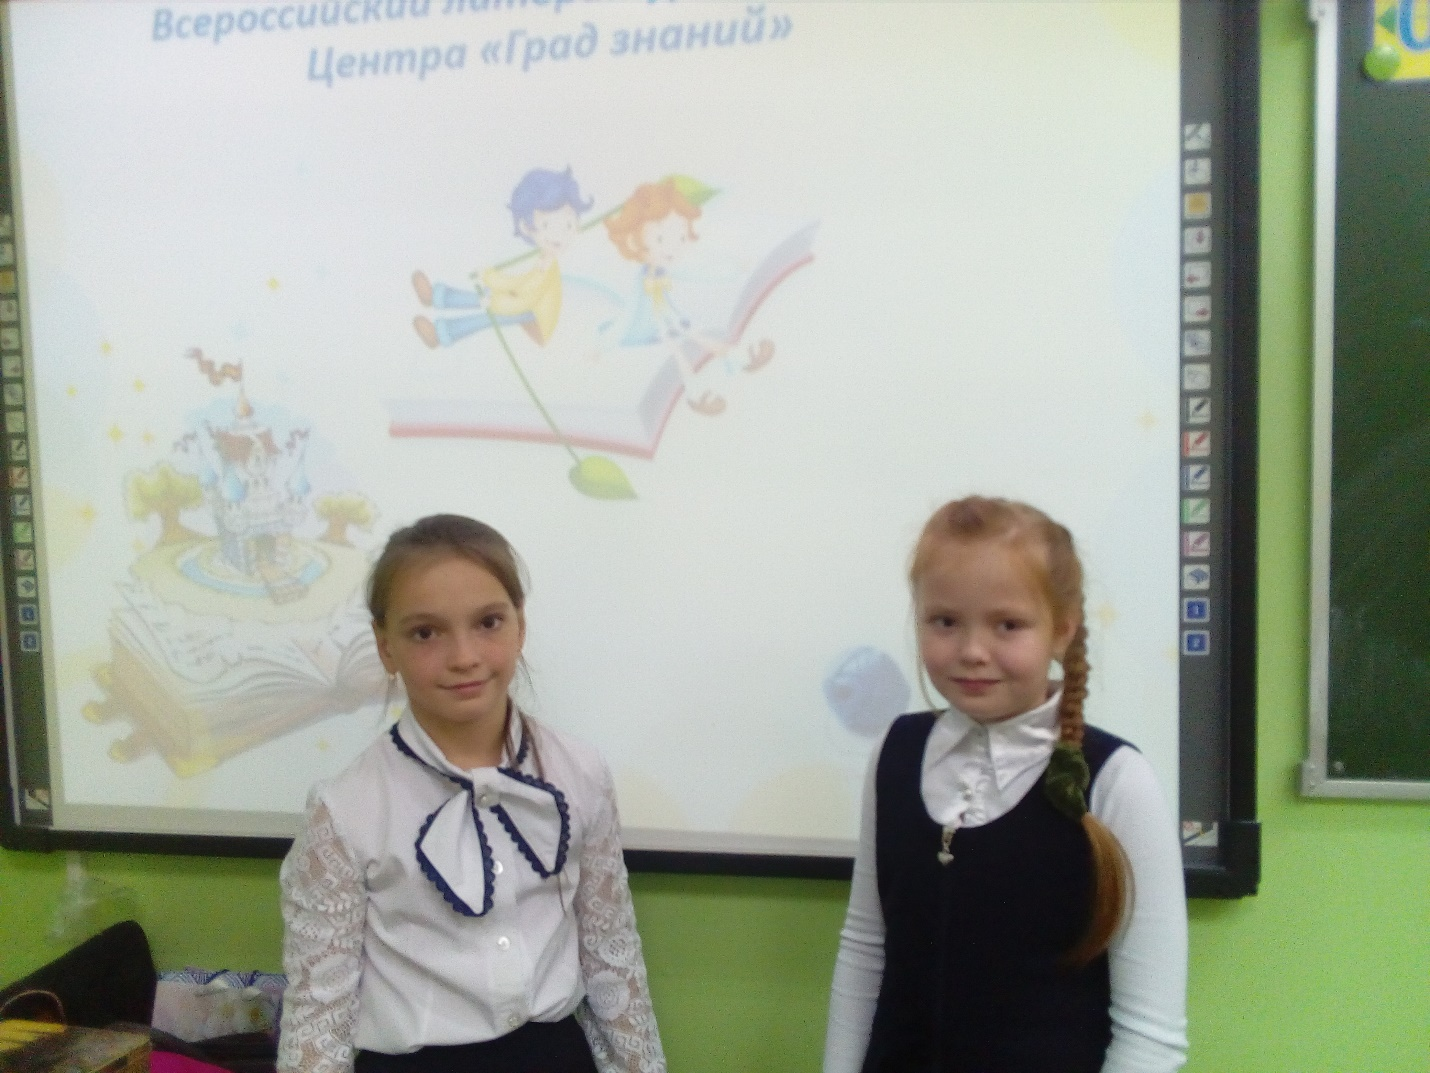 Всероссийский
Центра «Град знаний»